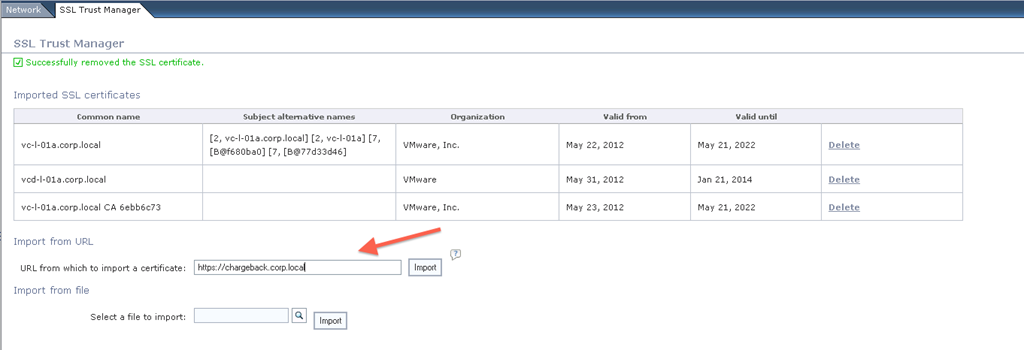 Network
SSL Trust Manager
SSL Trust Manager
Successfully removed the SSL certificate.
Imported SSL certificates
Common name Subject alternative names Organization Valid from Valid until
vc-l-01a.corp.local [2, vc-l-01a.corp.local] [2, vc-l-01a] [7, [B@f680ba0] [7, [B@77d33d46] VMware, Inc. May 22, 2012 May 21, 2022 Delete
vcd-l-01a.corp.local VMware May 31, 2012 Jan 21, 2014 Delete
vc-l-01a.corp.local CA 6ebb6c73 VMware, Inc. May 23, 2012 May 21, 2022 Delete
Import from URL
?
URL from which to import a certificate: https://chargeback.corp.local Import
Import from file
Select a file to import: Import